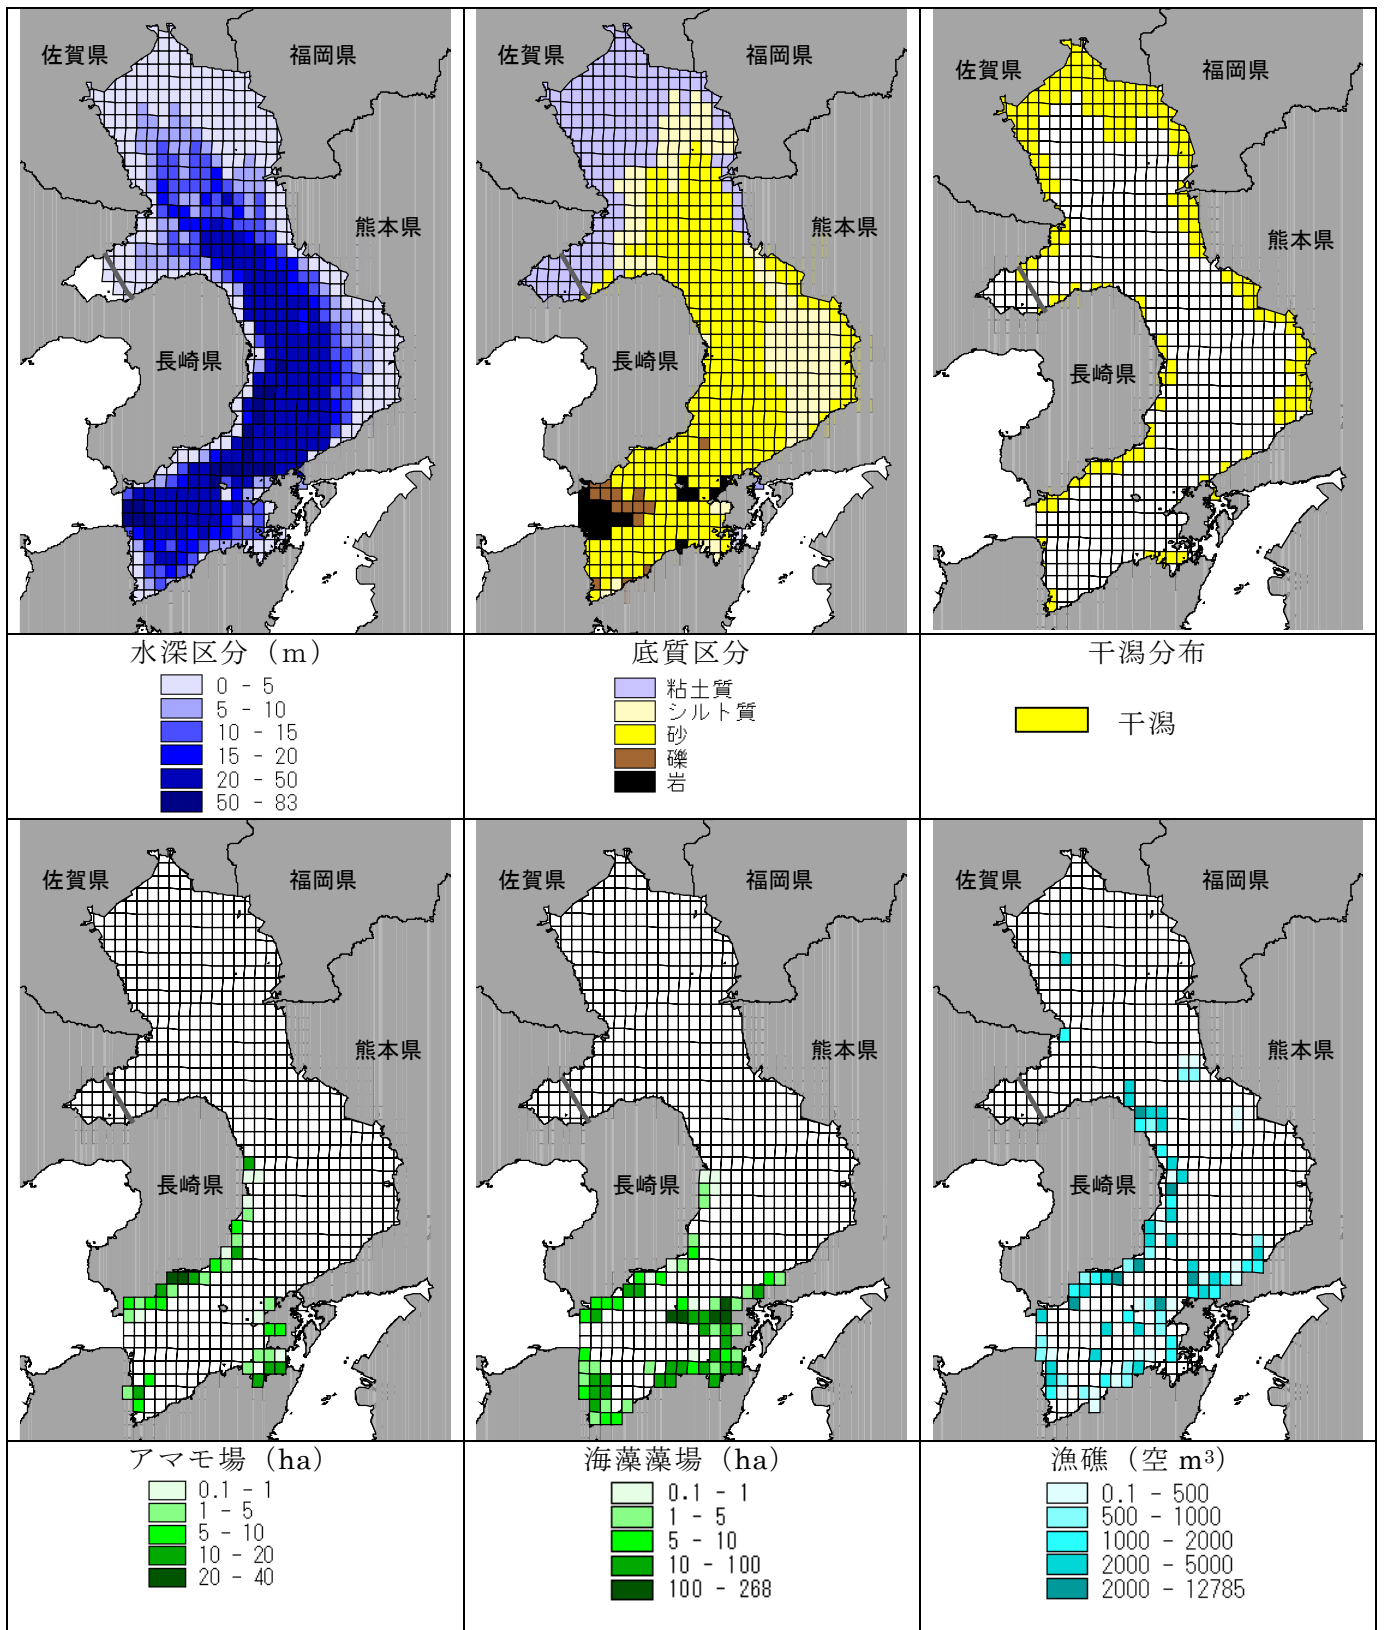 佐賀県
福岡県
熊本県
長崎県
佐賀県
福岡県
熊本県
長崎県
佐賀県
福岡県
熊本県
長崎県
水深区分（m）
0 - 5
5 - 10
10 - 15
15 - 20
20 - 50
50 - 83
底質区分
粘土質
シルト質
砂
礫
岩
干潟分布
干潟
佐賀県
福岡県
熊本県
長崎県
佐賀県
福岡県
熊本県
長崎県
佐賀県
福岡県
熊本県
長崎県
アマモ場（ha）
0.1 - 1
1 - 5
5 - 10
10 - 20
20 - 40
海藻藻場（ha）
0.1 - 1
1 - 5
5 - 10
10 - 100
100 - 268
漁礁（空 m³）
0.1 - 500
500 - 1000
1000 - 2000
2000 - 5000
2000 - 12785